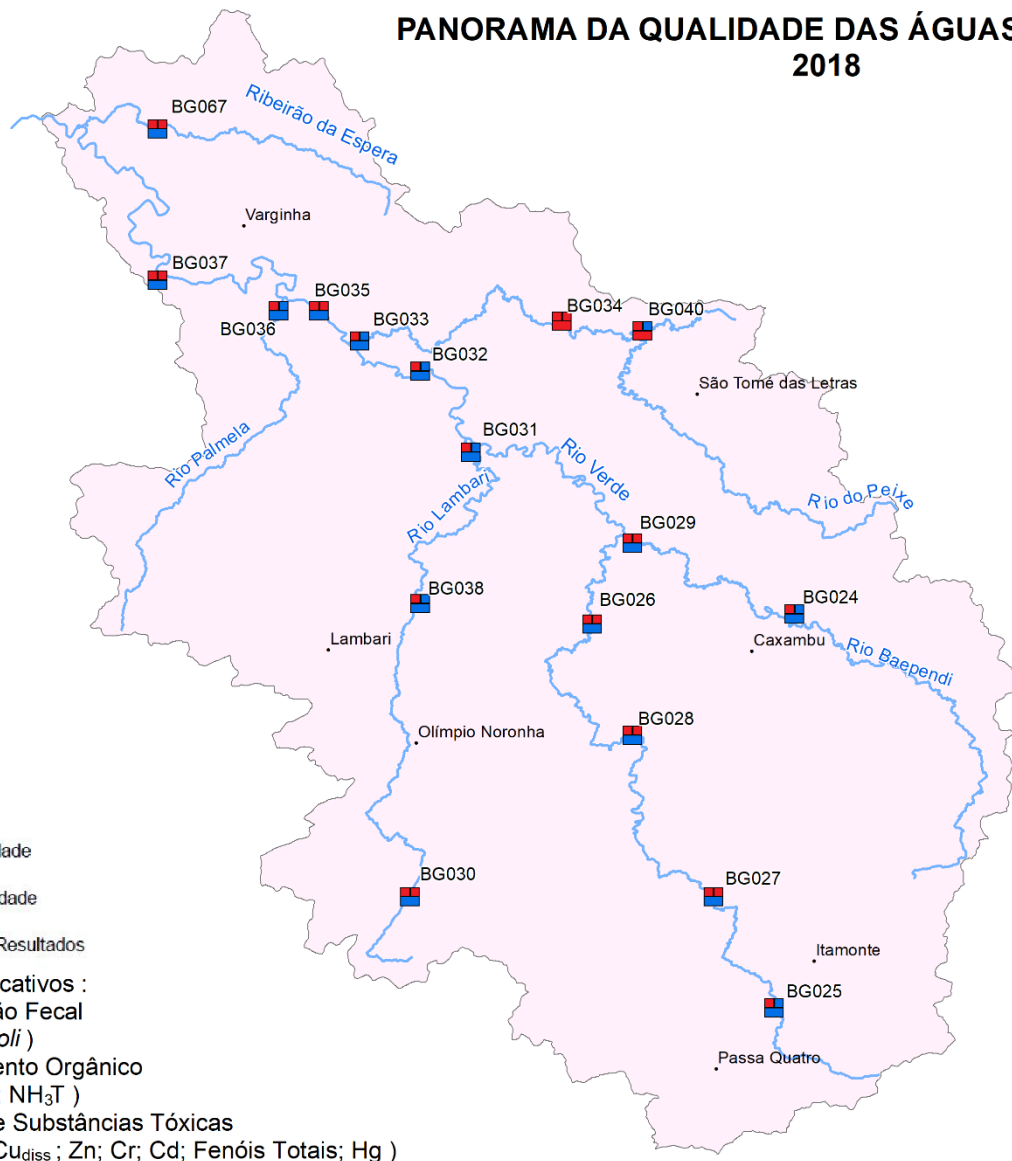 PANORAMA DA QUALIDADE DAS ÁGUAS
2018
BG067
Ribeirão da Espera
Varginha
BG037
BG035
BG036
BG033
BG034
BG040
BG032
São Tomé das Letras
BG031
Rio Palmela
Rio Lambari
Rio Verde
Rio do Peixe
BG029
BG038
BG026
BG024
Lambari
Caxambu
Rio Baependi
BG028
Olímpio Noronha
BG030
BG027
Itamonte
BG025
Passa Quatro
dade
dade
Resultados
cativos :
ão Fecal
oli )
ento Orgânico
NH₃T )
e Substâncias Tóxicas
Cudiss ; Zn; Cr; Cd; Fenóis Totais; Hg )